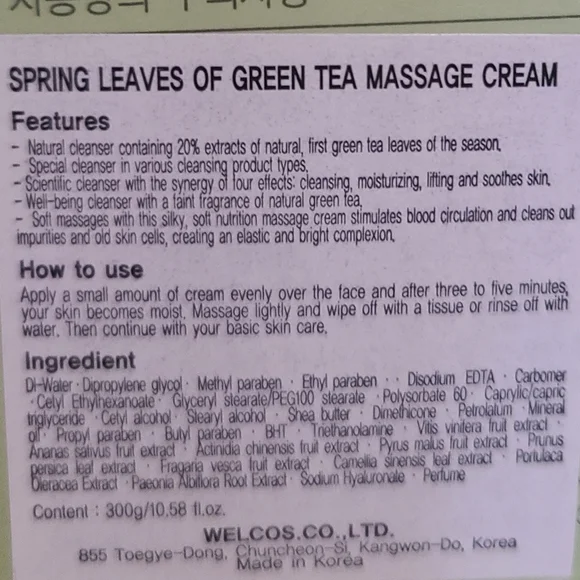 SPRING LEAVES OF GREEN TEA MASSAGE CREAM
Features
- Natural cleanser containing 20% extracts of natural, first green tea leaves of the season.
- Special cleanser in various cleansing product types.
- Scientific cleanser with the synergy of four effects: cleansing, moisturizing, lifting and soothes skin.
- Well-being cleanser with a faint fragrance of natural green tea.
- Soft massages with this silky, soft nutrition massage cream stimulates blood circulation and cleans out
impurities and old skin cells, creating an elastic and bright complexion.
How to use
Apply a small amount of cream evenly over the face and after three to five minutes,
your skin becomes moist. Massage lightly and wipe off with a tissue or rinse off with
water. Then continue with your basic skin care.
Ingredient
DI-Water · Dipropylene glycol · Methyl paraben · Ethyl paraben · · Disodium EDTA · Carbomer
· Cetyl Ethylhexanoate · Glyceryl stearate/PEG100 stearate · Polysorbate 60 · Caprylic/capric
triglyceride · Cetyl alcohol · Stearyl alcohol · Shea butter · Dimethicone · Petrolatum · Mineral
oil · Propyl paraben · Butyl paraben · BHT · Triethanolamine · Vitis vinifera fruit extract ·
Ananas sativus fruit extract · Actinidia chinensis fruit extract · Pyrus malus fruit extract · Prunus
persica leaf extract · Fragaria vesca fruit extract · Camellia sinensis leaf extract · Portulaca
Oleracea Extract · Paeonia Albiflora Root Extract · Sodium Hyaluronate · Perfume
Content : 300g/10.58 fl.oz.
WELCOS.CO.,LTD.
855 Toegye-Dong, Chuncheon-Si, Kangwon-Do, Korea
Made in Korea